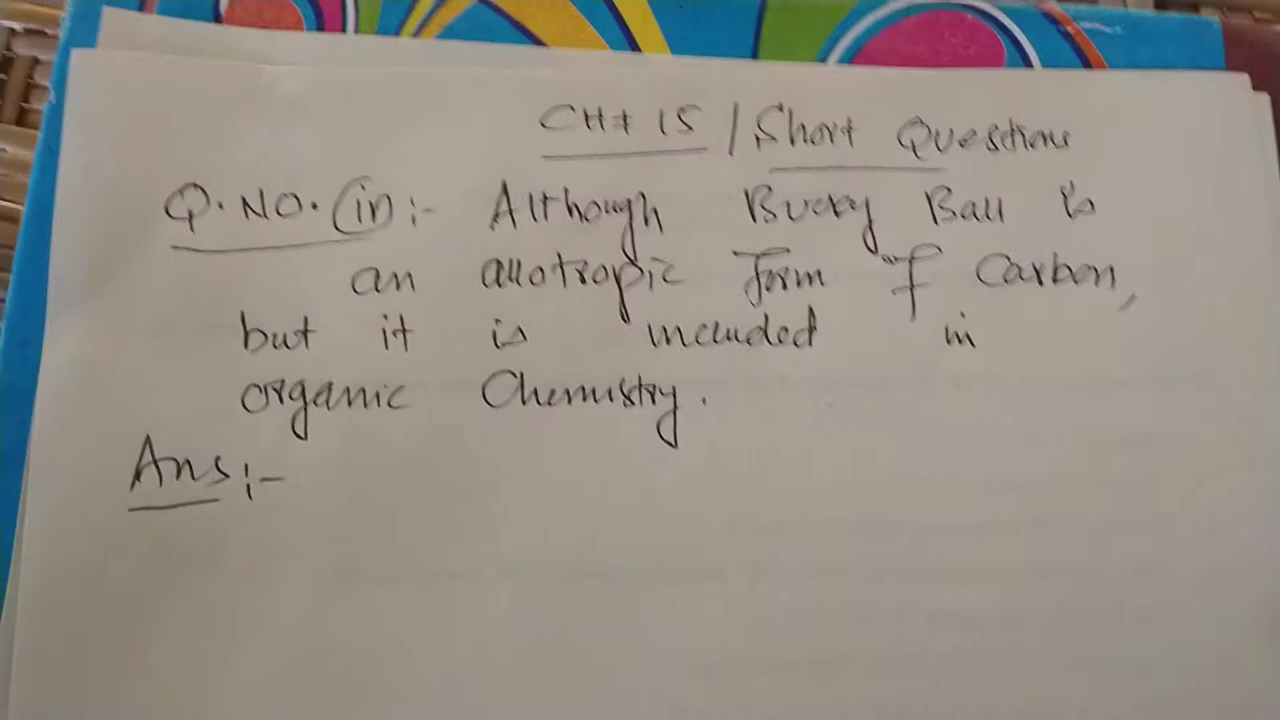 CH# 15 / Short Questions
Q.NO. (iii):- Although Bucky Ball is
an allotropic form of Carbon,
but it is included in
organic Chemistry.
Ans:-